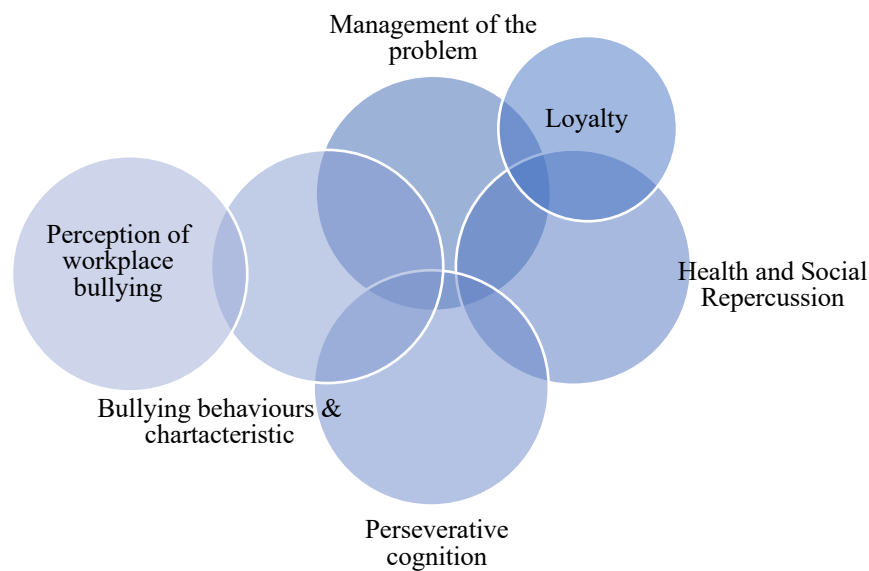 Management of the
problem
Loyalty
Perception of
workplace
bullying
Health and Social
Repercussion
Bullying behaviours &
chartacteristic
Perseverative
cognition